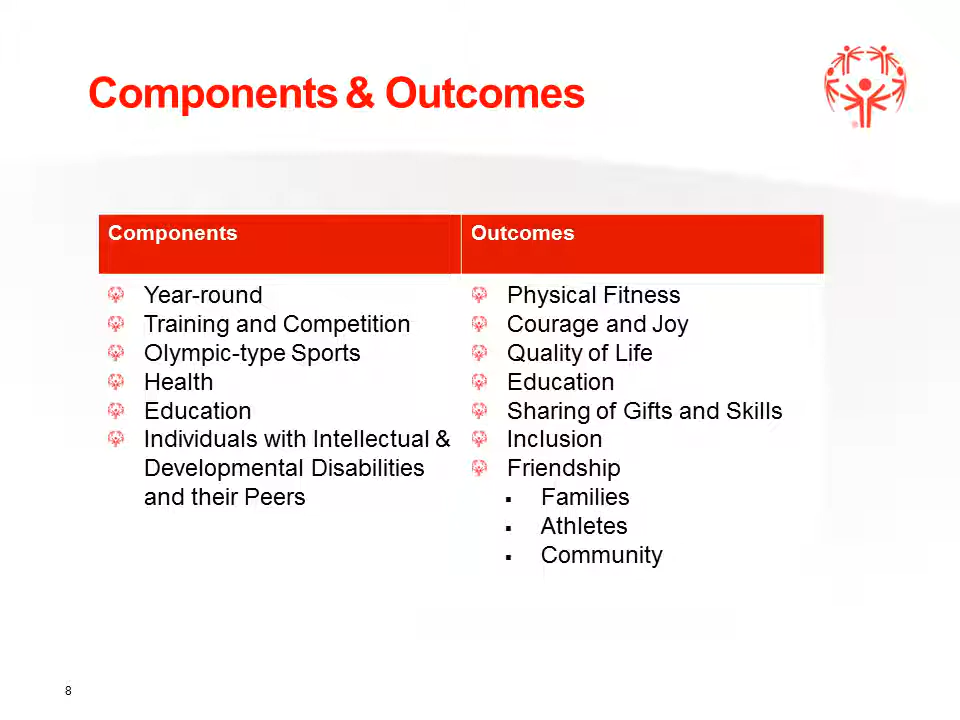 Components & Outcomes
Components
Year-round
Training and Competition
Olympic-type Sports
Health
Education
Individuals with Intellectual &
Developmental Disabilities
and their Peers
Outcomes
Physical Fitness
Courage and Joy
Quality of Life
Education
Sharing of Gifts and Skills
Inclusion
Friendship
Families
Athletes
Community
8